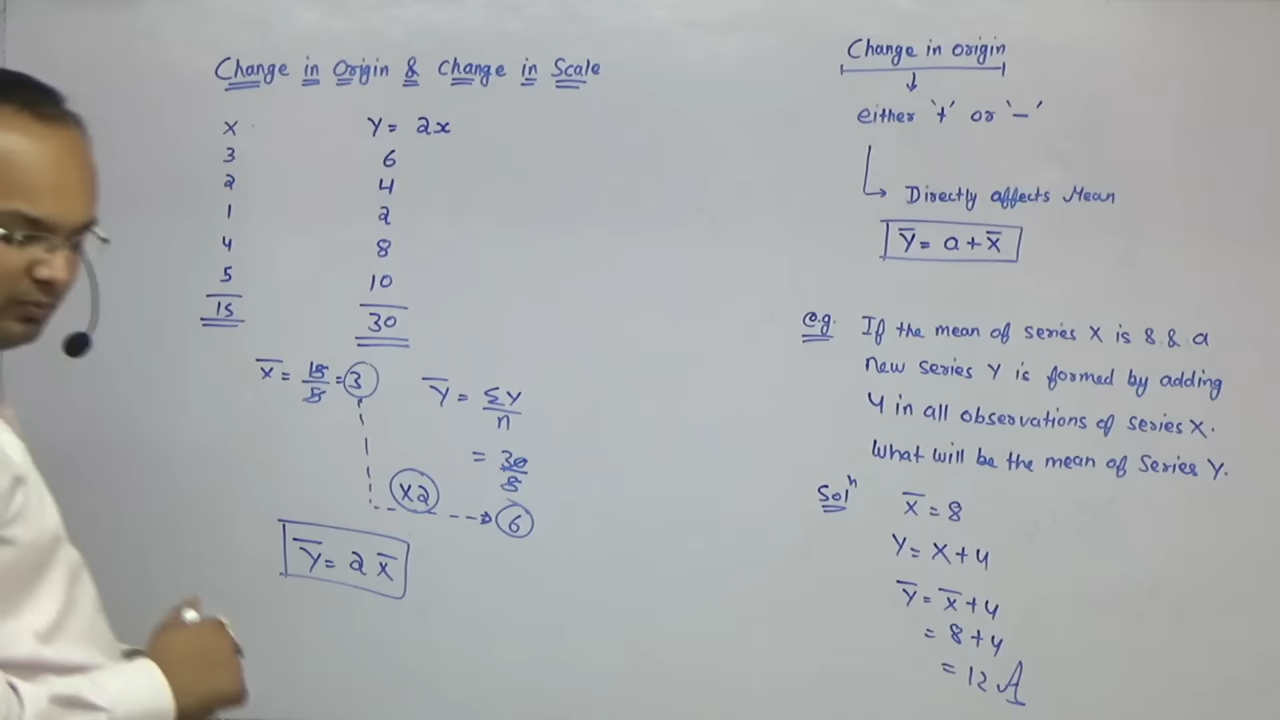 Change in Origin & Change in Scale
X Y = 2x
3 6
2 4
1 2
4 8
5 10
15 30
X̅ = 15/5 = 3
Y̅ = ΣY/n
= 30/5
×2
6
Y̅ = 2 X̅
Change in origin
↓
either '+' or '-'
Directly affects Mean
Y̅ = a + X̅
e.g. If the mean of series X is 8 & a
new series Y is formed by adding
4 in all observations of series X.
What will be the mean of Series Y.
Solⁿ X̅ = 8
Y = X + 4
Y̅ = X̅ + 4
= 8 + 4
= 12 A